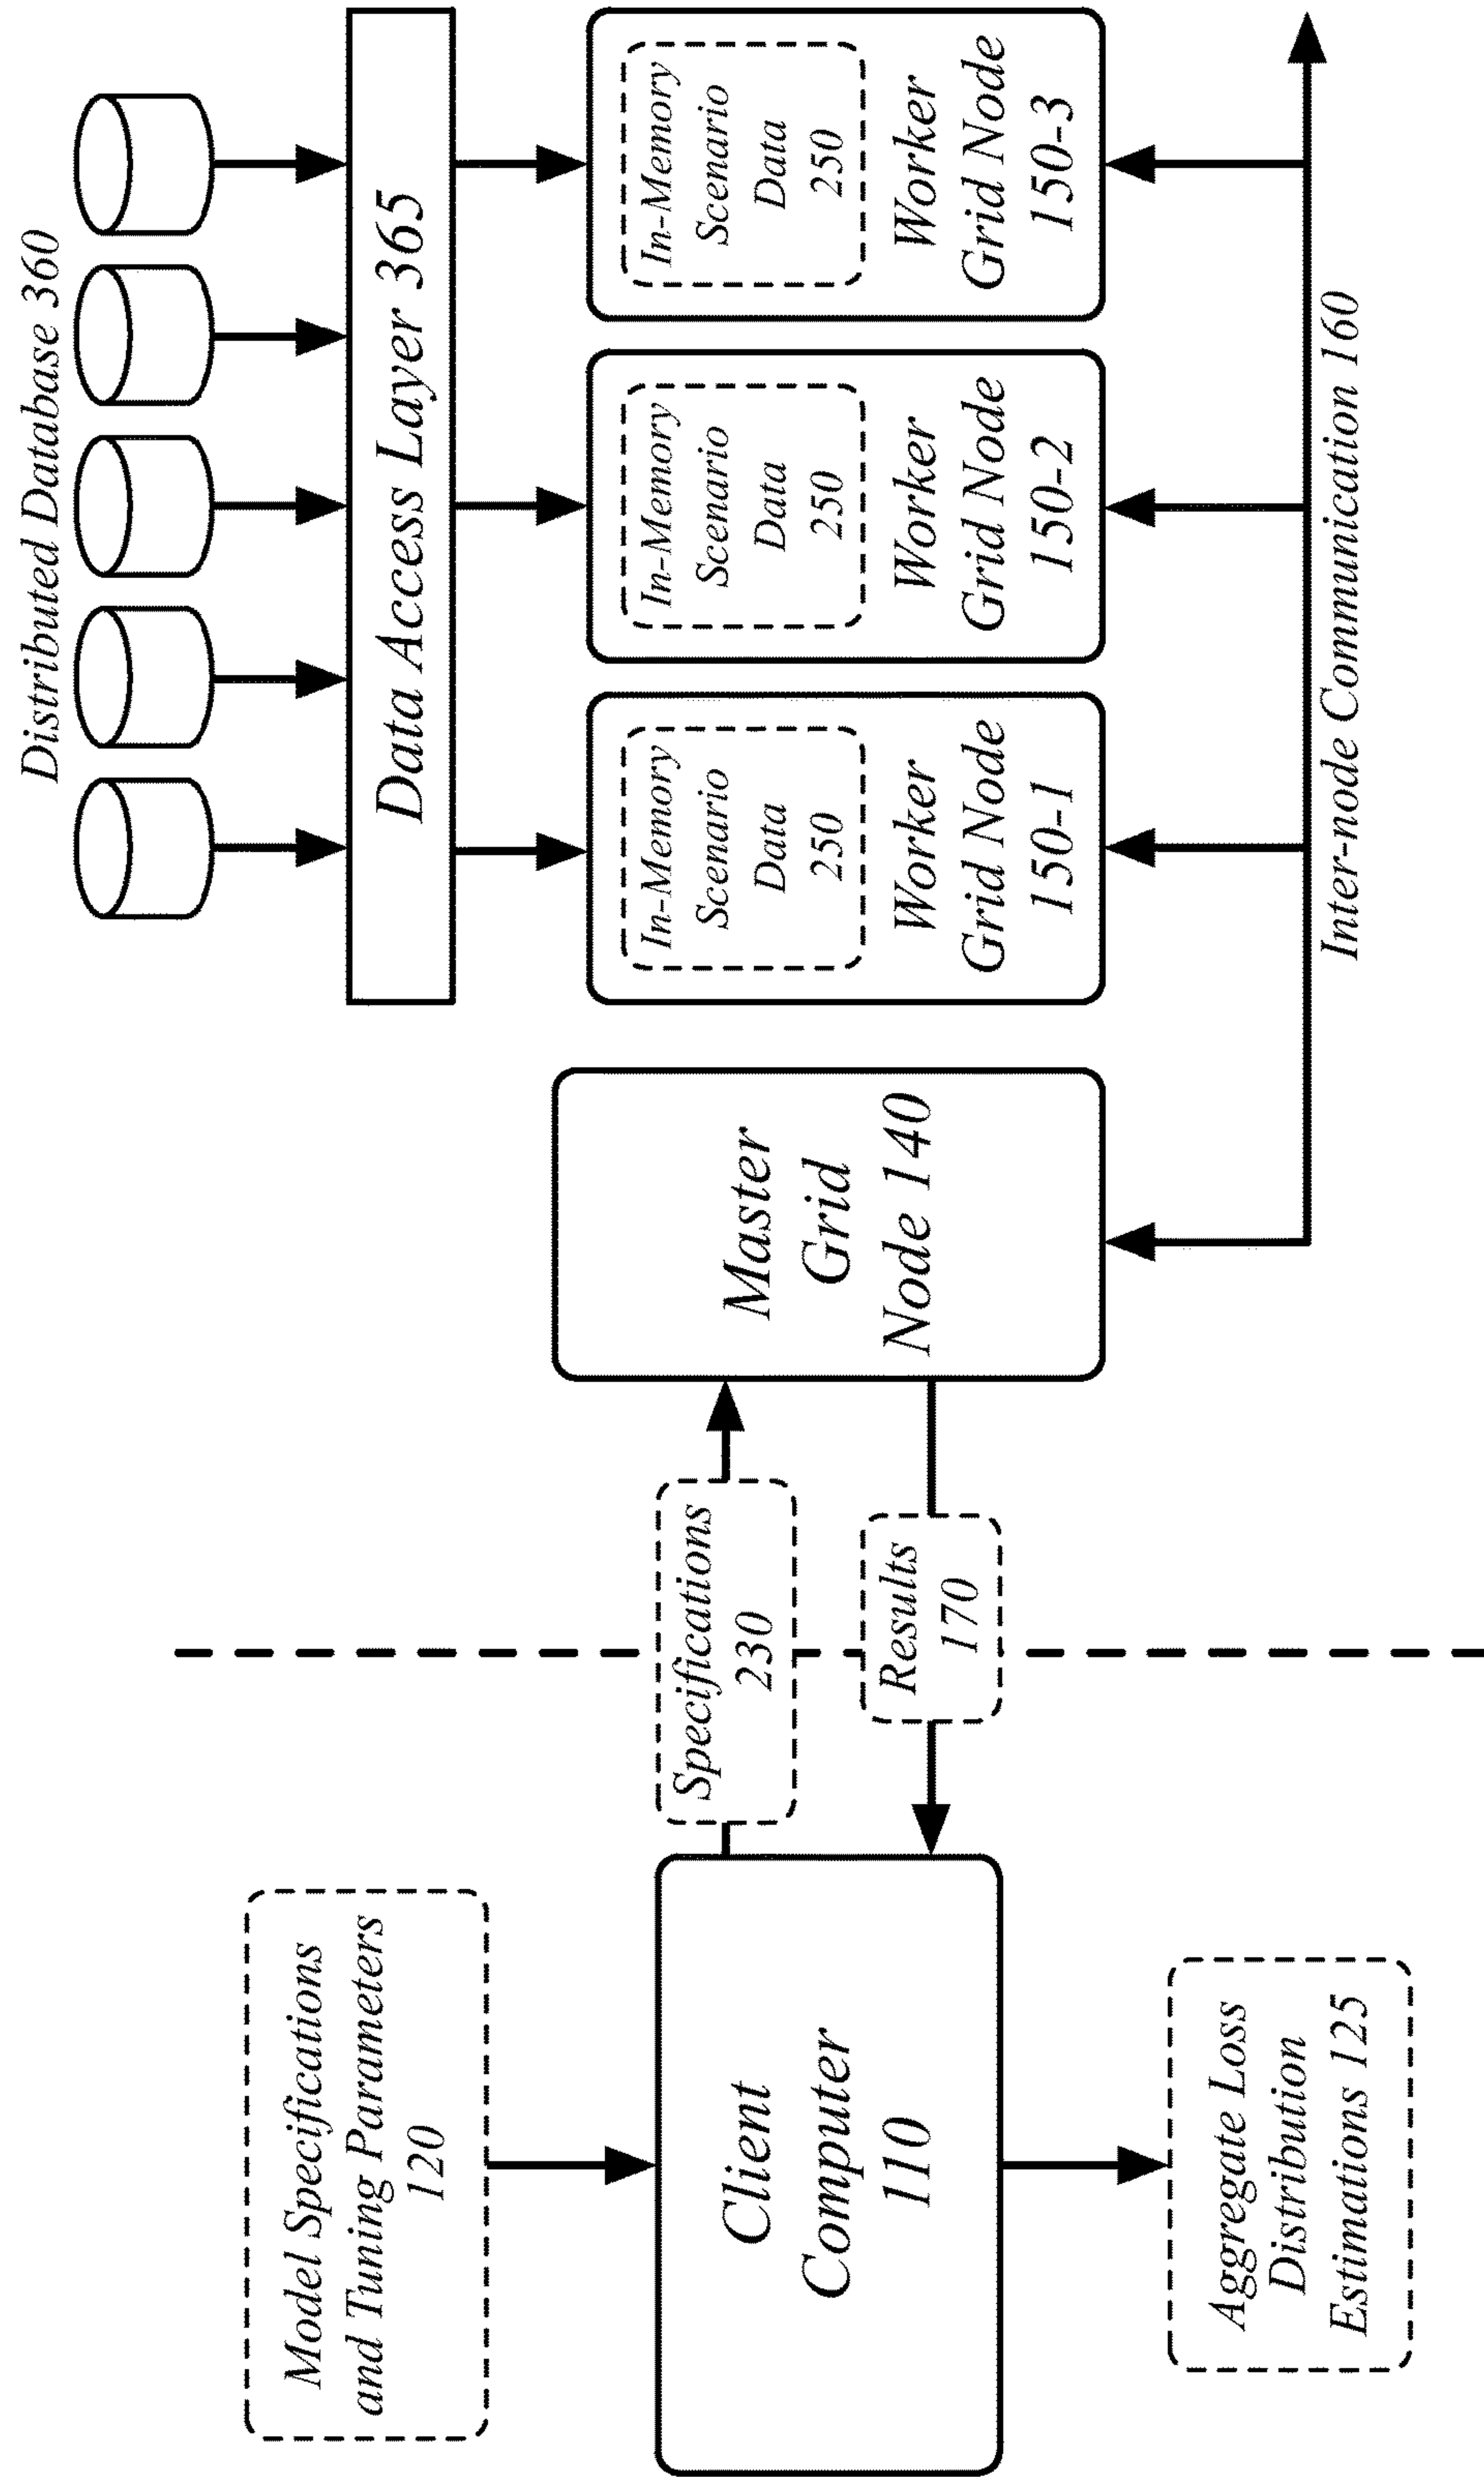 Model Specifications
and Tuning Parameters
120
Client
Computer
110
Aggregate Loss
Distribution
Estimations 125
Specifications
230
Results
170
Master
Grid
Node 140
Distributed Database 360
Data Access Layer 365
In-Memory
Scenario
Data
250
Worker
Grid Node
150-1
In-Memory
Scenario
Data
250
Worker
Grid Node
150-2
In-Memory
Scenario
Data
250
Worker
Grid Node
150-3
Inter-node Communication 160